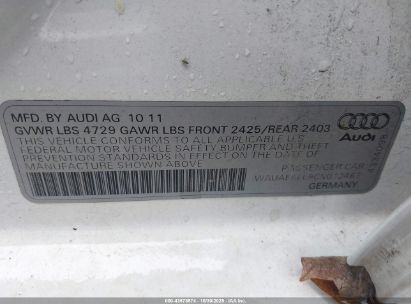 MFD. BY AUDI AG 10 11
GVWR LBS 4729 GAWR LBS FRONT 2425/REAR 2403
THIS VEHICLE CONFORMS TO ALL APPLICABLE U.S.
FEDERAL MOTOR VEHICLE SAFETY BUMPER AND THEFT
PREVENTION STANDARDS IN EFFECT ON THE DATE OF
MANUFACTURE SHOWN ABOVE.
PASSENGER CAR
GERMANY
Audi